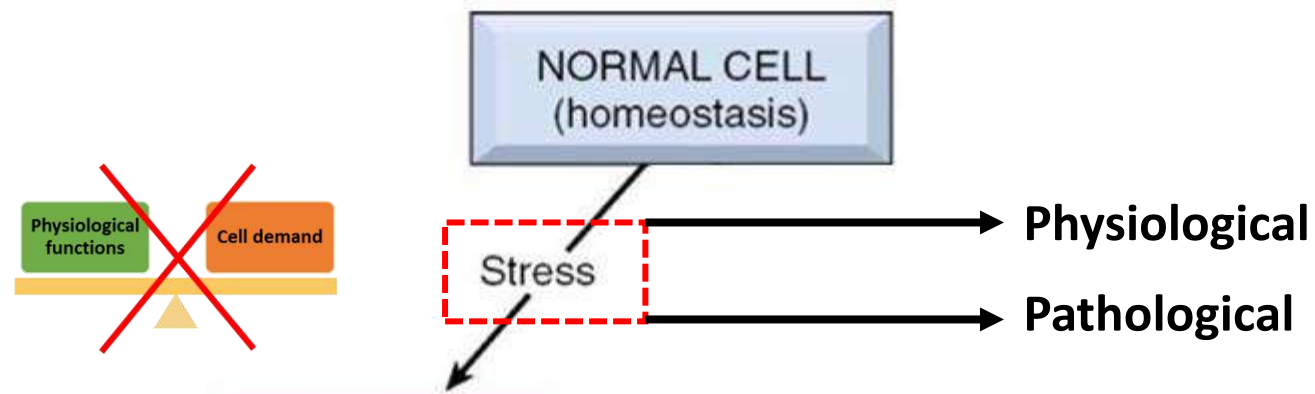 NORMAL CELL
(homeostasis)
Physiological
functions
Cell demand
Stress
Physiological
Pathological